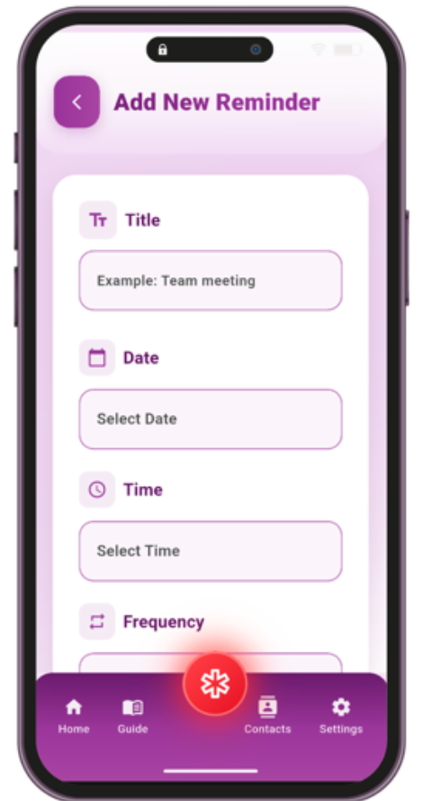 Add New Reminder
Title
Example: Team meeting
Date
Select Date
Time
Select Time
Frequency
Home
Guide
Contacts
Settings